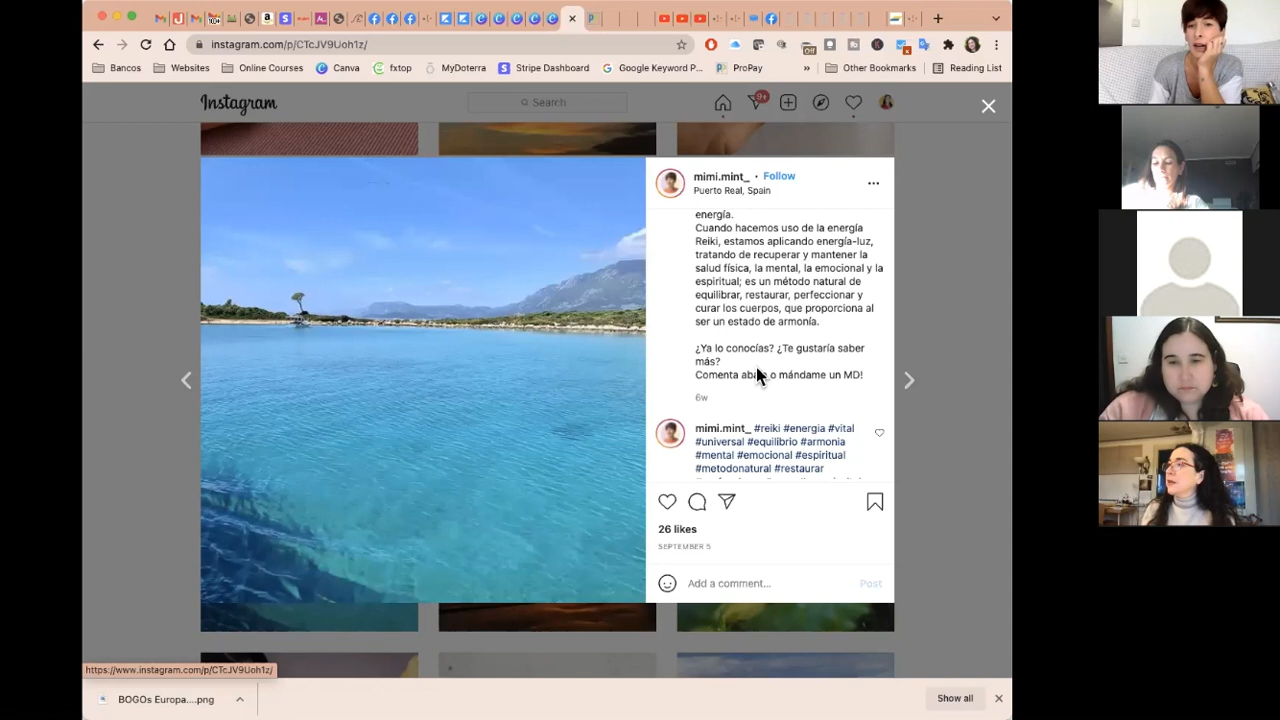 instagram.com/p/CTcJV9Uoh1z/
Off
Bancos
Websites
Online Courses
Canva
fxtop
MyDoterra
Stripe Dashboard
Google Keyword P...
ProPay
»
Other Bookmarks
Reading List
Instagram
Search
9+
mimi.mint_ • Follow
Puerto Real, Spain
energía.
Cuando hacemos uso de la energía
Reiki, estamos aplicando energía-luz,
tratando de recuperar y mantener la
salud física, la mental, la emocional y la
espiritual; es un método natural de
equilibrar, restaurar, perfeccionar y
curar los cuerpos, que proporciona al
ser un estado de armonía.
¿Ya lo conocías? ¿Te gustaría saber
más?
Comenta o mándame un MD!
6w
mimi.mint_ #reiki #energia #vital
#universal #equilibrio #armonia
#mental #emocional #espiritual
#metodonatural #restaurar
26 likes
SEPTEMBER 5
Add a comment...
Post
https://www.instagram.com/p/CTcJV9Uoh1z/
BOGOs Europa....png
Show all